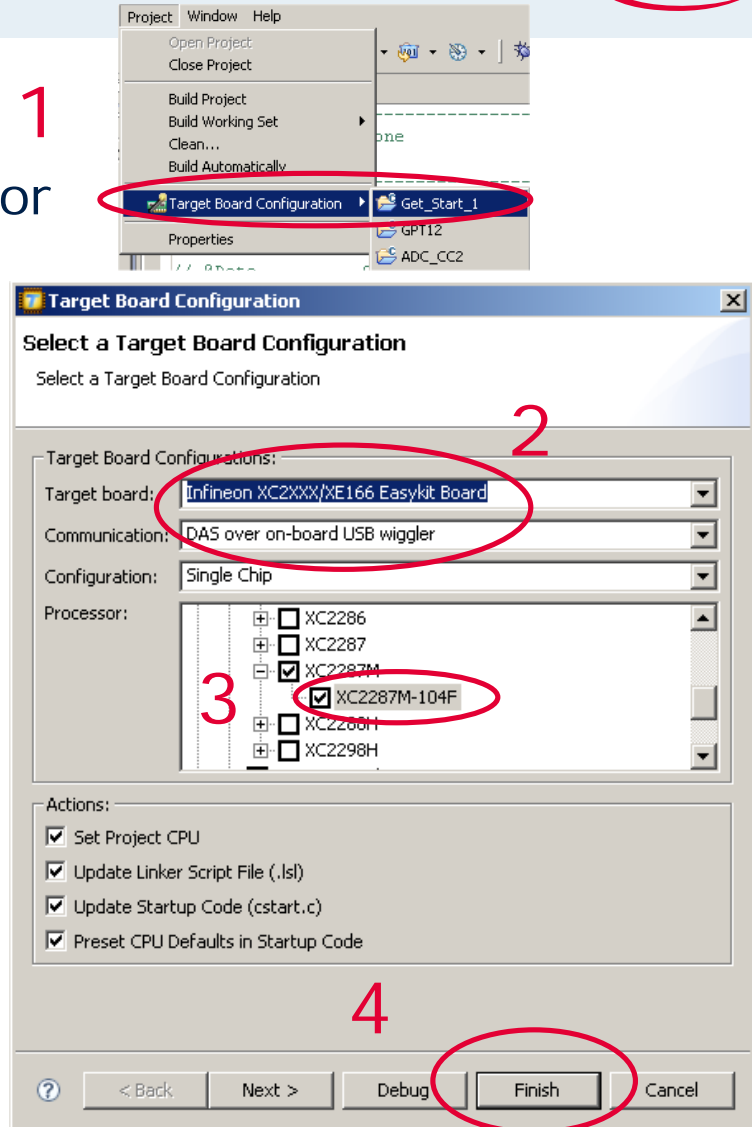 Project Window Help
Open Project
Close Project
1
Build Project
Build Working Set
Clean...
Build Automatically
or
Target Board Configuration
Get_Start_1
GPT12
ADC_CC2
Properties
Target Board Configuration
Select a Target Board Configuration
Select a Target Board Configuration
2
Target Board Configurations:
Target board: Infineon XC2XXX/XE166 Easykit Board
Communication: DAS over on-board USB wiggler
Configuration: Single Chip
Processor:
XC2286
XC2287
XC2287M
3
XC2287M-104F
XC2288H
XC2298H
Actions:
Set Project CPU
Update Linker Script File (.lsl)
Update Startup Code (cstart.c)
Preset CPU Defaults in Startup Code
4
? < Back Next > Debug Finish Cancel